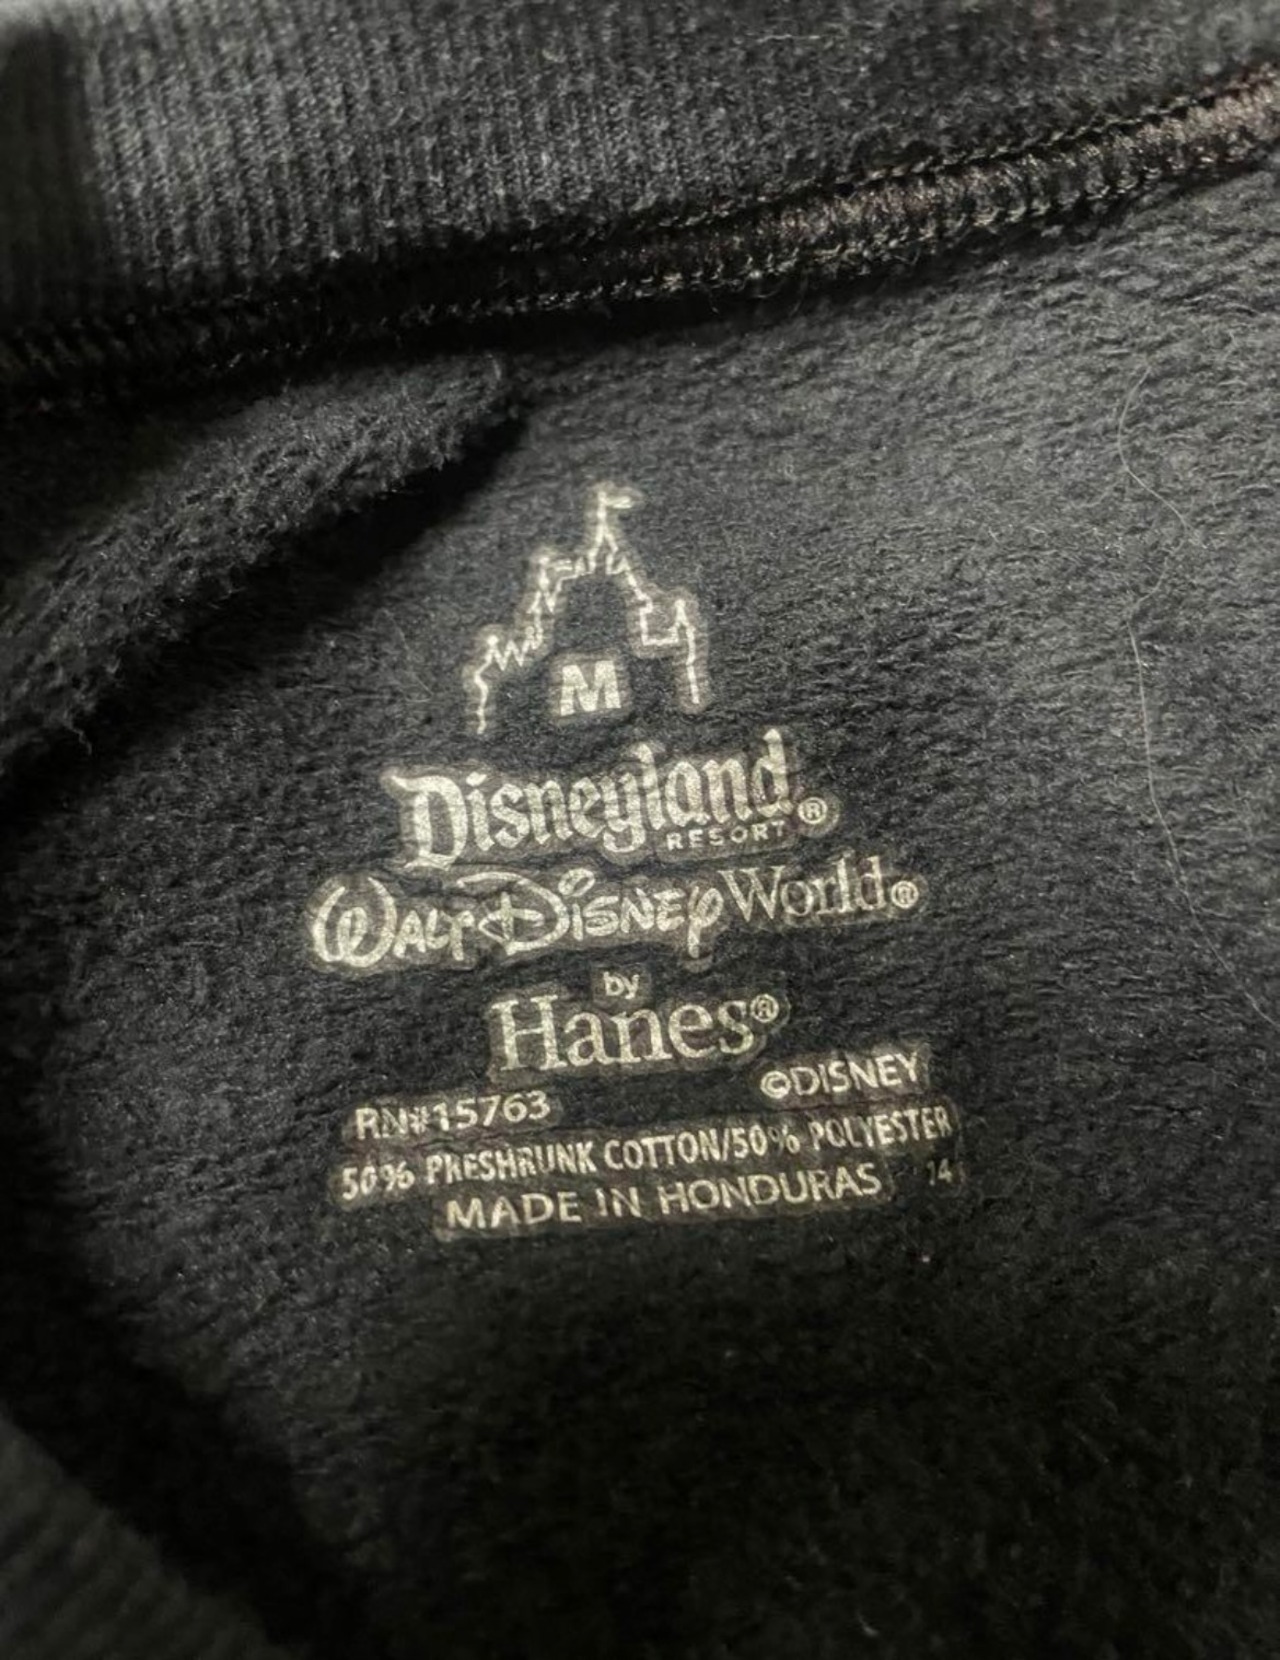 M
Disneyland®
RESORT
WALT DISNEY World®
by
Hanes®
©DISNEY
RN#15763
50% PRESHRUNK COTTON/50% POLYESTER
MADE IN HONDURAS 14